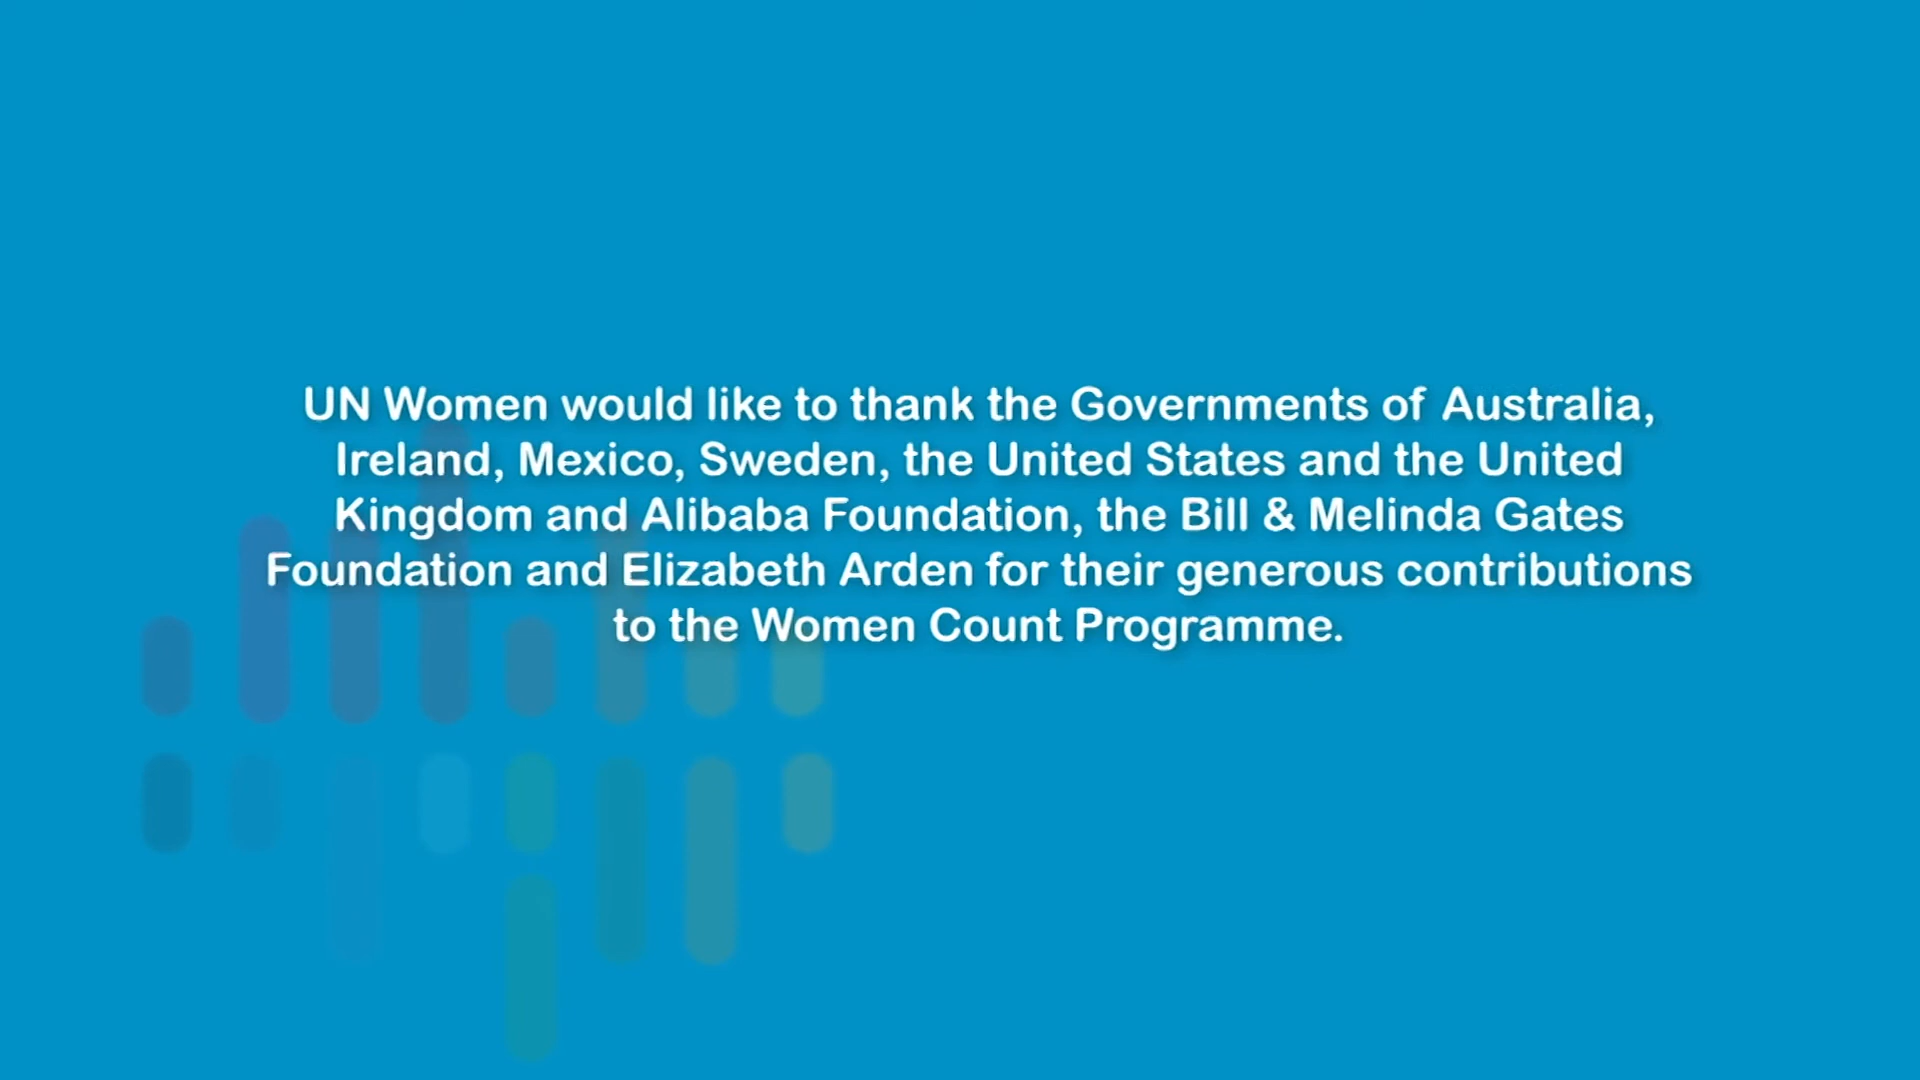 UN Women would like to thank the Governments of Australia,
Ireland, Mexico, Sweden, the United States and the United
Kingdom and Alibaba Foundation, the Bill & Melinda Gates
Foundation and Elizabeth Arden for their generous contributions
to the Women Count Programme.